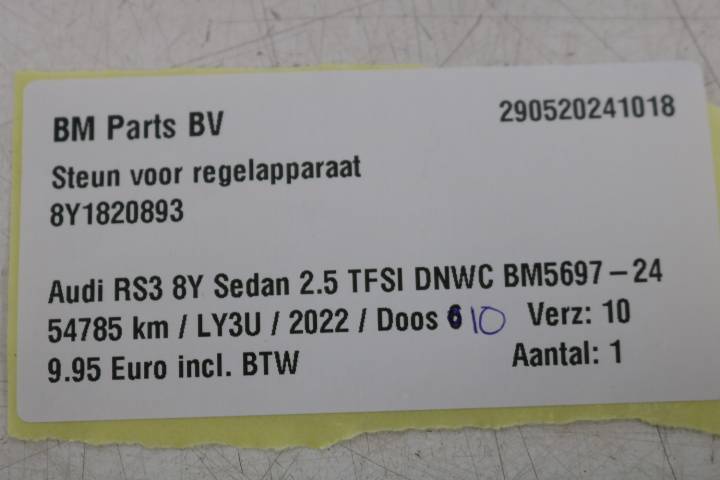 BM Parts BV 290520241018
Steun voor regelapparaat
8Y1820893
Audi RS3 8Y Sedan 2.5 TFSI DNWC BM5697-24
54785 km / LY3U / 2022 / Doos 6 10 Verz: 10
9.95 Euro incl. BTW Aantal: 1